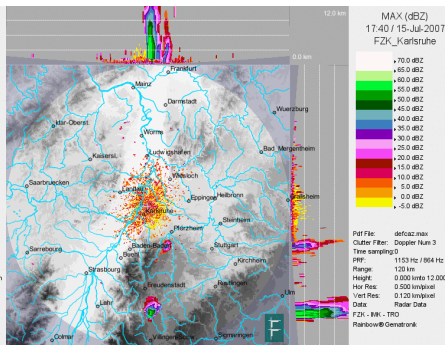 12.0 km
0.0 km
MAX (dBZ)
17:40 / 15-Jul-2007
FZK_Karlsruhe
70.0 dBZ
65.0 dBZ
60.0 dBZ
55.0 dBZ
50.0 dBZ
45.0 dBZ
40.0 dBZ
35.0 dBZ
30.0 dBZ
25.0 dBZ
20.0 dBZ
15.0 dBZ
10.0 dBZ
5.0 dBZ
0.0 dBZ
-5.0 dBZ
Frankfurt
Mainz
Darmstadt
Wuerzburg
Idar-Oberst.
Worms
Bad_Mergentheim
Ludwigshafen
Kaisersl.
Wiesloch
Saarbruecken
Landau
Eppingen
Heilbronn
Crailsheim
Karlsruhe
Steinheim
Pforzheim
Baden-Baden
Stuttgart
Sarrebourg
Buehl
Kirchheim
Strasbourg
Freudenstadt
Reutlingen
Ulm
Lahr
Colmar
Villingen
Sigmaringen
Pdf File: defcaz.max
Clutter Filter: Doppler Num 3
Time sampling:0
PRF: 1153 Hz / 864 Hz
Range: 120 km
Height: 0.000 kmto 12.000
Hor Res: 0.500 km/pixel
Vert Res: 0.120 km/pixel
Data: Radar Data
FZK - IMK - TRO
Rainbow® Gematronik